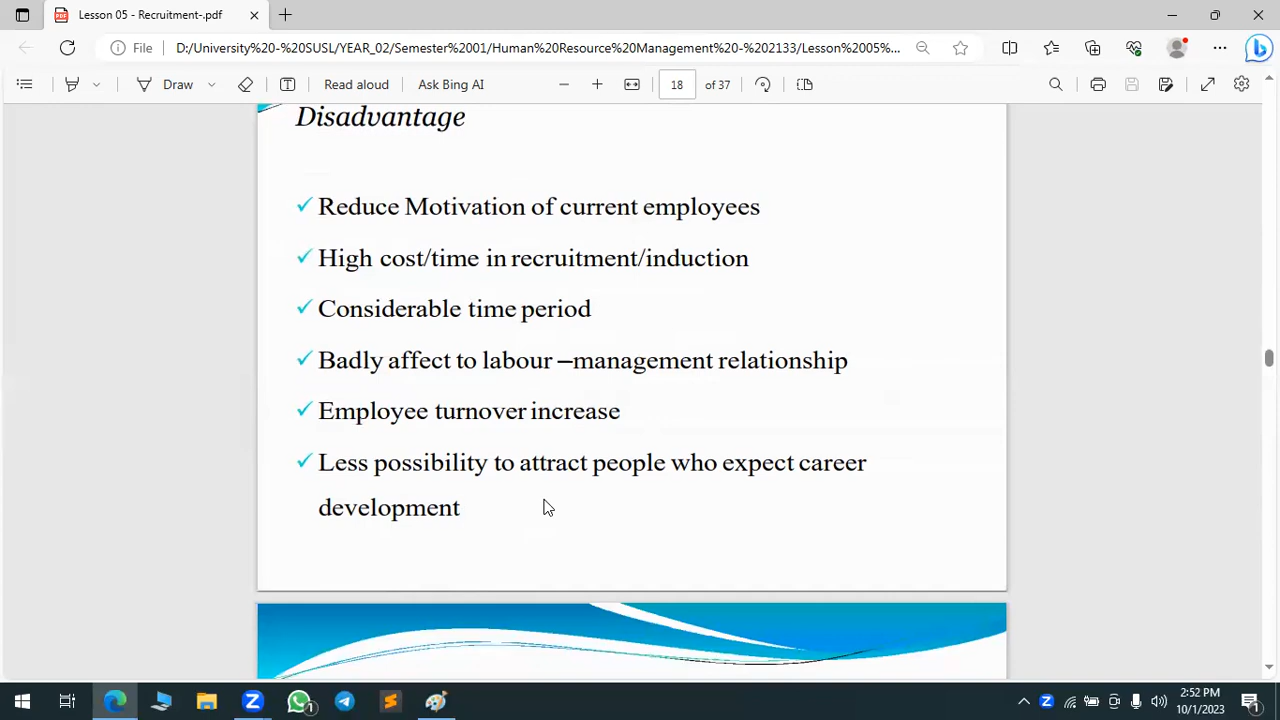 Lesson 05 - Recruitment-.pdf
File
D:/University%20-%20SUSL/YEAR_02/Semester%2001/Human%20Resource%20Management%20-%202133/Lesson%2005%...
Draw
Read aloud
Ask Bing AI
18
of 37
Disadvantage
✓ Reduce Motivation of current employees
✓ High cost/time in recruitment/induction
✓ Considerable time period
✓ Badly affect to labour –management relationship
✓ Employee turnover increase
✓ Less possibility to attract people who expect career
development
2:52 PM
10/1/2023